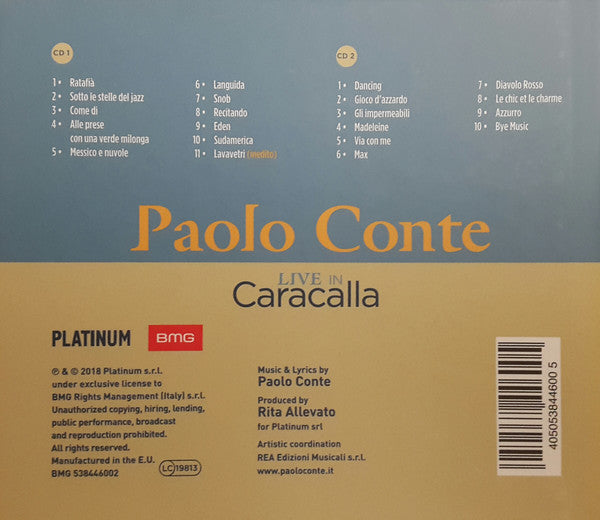 CD 1
1 • Ratafià
2 • Sotto le stelle del jazz
3 • Come di
4 • Alle prese
con una verde milonga
5 • Messico e nuvole
6 • Languida
7 • Snob
8 • Recitando
9 • Eden
10 • Sudamerica
11 • Lavavetri (inedito)
CD 2
1 • Dancing
2 • Gioco d'azzardo
3 • Gli impermeabili
4 • Madeleine
5 • Via con me
6 • Max
7 • Diavolo Rosso
8 • Le chic et le charme
9 • Azzurro
10 • Bye Music
Paolo Conte
LIVE IN
Caracalla
PLATINUM BMG
℗ & © 2018 Platinum s.r.l.
under exclusive license to
BMG Rights Management (Italy) s.r.l.
Unauthorized copying, hiring, lending,
public performance, broadcast
and reproduction prohibited.
All rights reserved.
Manufactured in the E.U.
BMG 538446002
LC 19813
Music & Lyrics by
Paolo Conte
Produced by
Rita Allevato
for Platinum srl
Artistic coordination
REA Edizioni Musicali s.r.l.
www.paoloconte.it
4050538446005